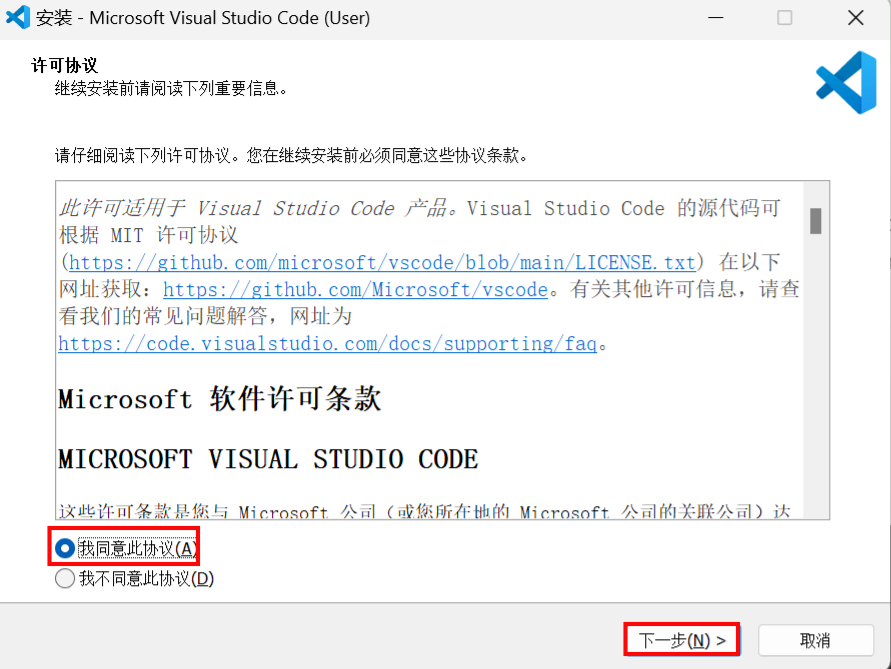 安装 - Microsoft Visual Studio Code (User)
许可协议
继续安装前请阅读下列重要信息。
请仔细阅读下列许可协议。您在继续安装前必须同意这些协议条款。
此许可适用于 Visual Studio Code 产品。Visual Studio Code 的源代码可
根据 MIT 许可协议
(https://github.com/microsoft/vscode/blob/main/LICENSE.txt) 在以下
网址获取：https://github.com/Microsoft/vscode。有关其他许可信息，请查
看我们的常见问题解答，网址为
https://code.visualstudio.com/docs/supporting/faq。
Microsoft 软件许可条款
MICROSOFT VISUAL STUDIO CODE
这些许可条款是您与 Microsoft 公司（或您所在地的 Microsoft 公司的关联公司）达
我同意此协议(A)
我不同意此协议(D)
下一步(N) >
取消